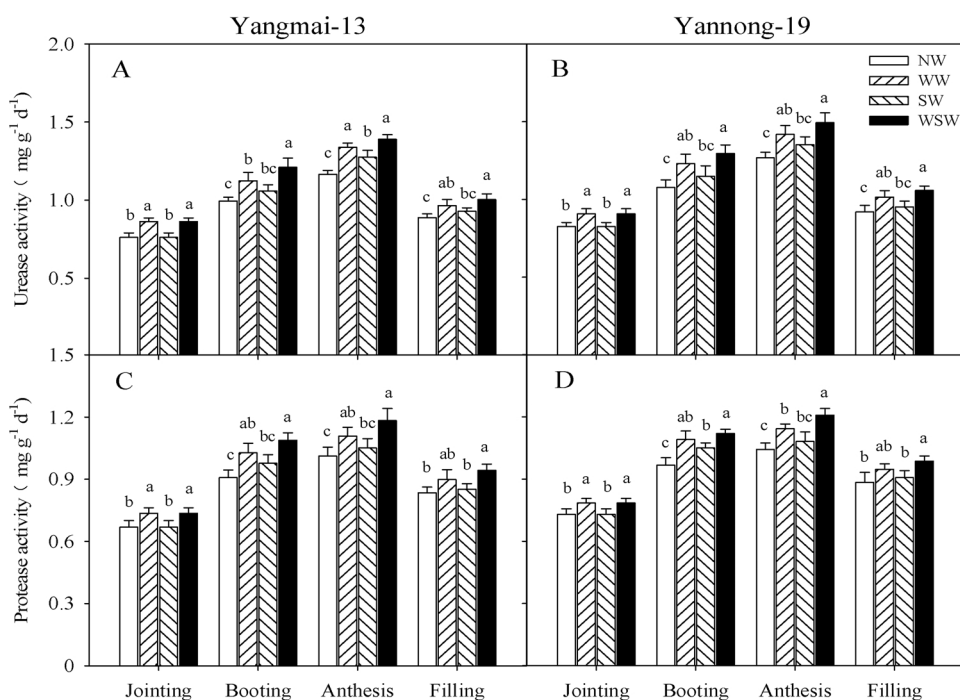 Yangmai-13
Yannong-19
Urease activity ( mg g⁻¹ d⁻¹)
2.0
1.5
1.0
0.5
1.5
A
b a b a
c b bc a
c a b a
c ab bc a
B
b a b a
c ab bc a
c ab bc a
c ab bc a
NW
WW
SW
WSW
Protease activity ( mg g⁻¹ d⁻¹)
1.2
0.9
0.6
0.3
0
C
b a b a
c ab bc a
c ab bc a
b ab b a
D
b a b a
c ab b a
c b bc a
b ab b a
Jointing Booting Anthesis Filling
Jointing Booting Anthesis Filling